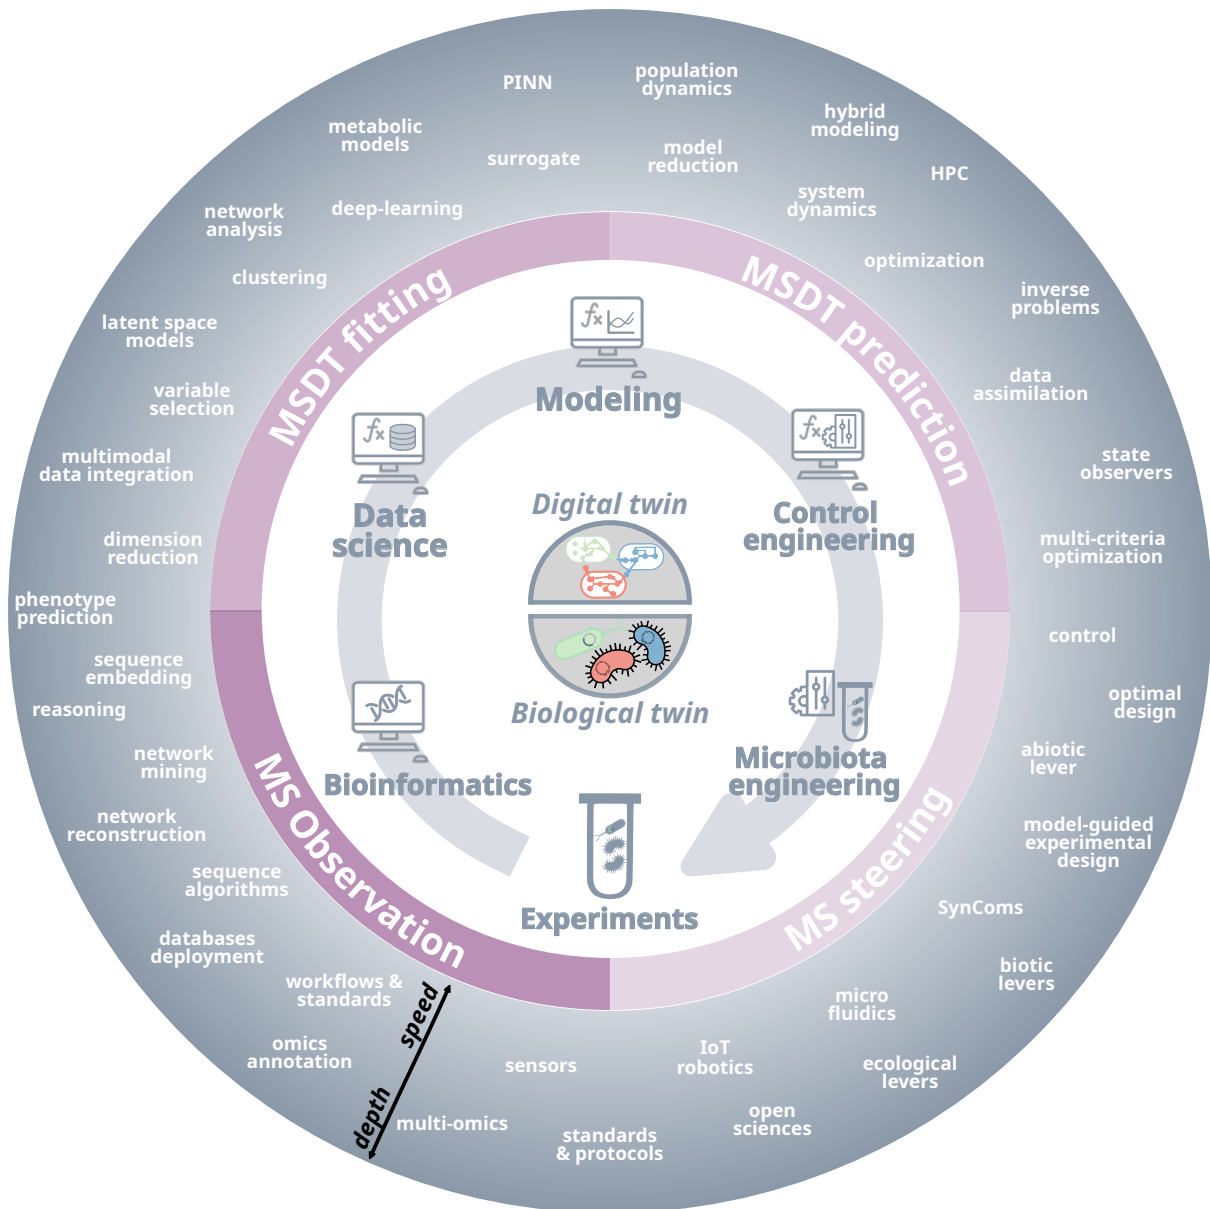 PINN
population
dynamics
hybrid
modeling
metabolic
models
surrogate
model
reduction
HPC
system
dynamics
network
analysis
deep-learning
clustering
optimization
inverse
problems
latent space
models
variable
selection
data
assimilation
multimodal
data integration
state
observers
dimension
reduction
multi-criteria
optimization
phenotype
prediction
control
sequence
embedding
reasoning
optimal
design
network
mining
abiotic
lever
network
reconstruction
model-guided
experimental
design
sequence
algorithms
SynComs
databases
deployment
biotic
levers
workflows &
standards
micro
fluidics
omics
annotation
sensors
IoT
robotics
ecological
levers
multi-omics
standards
& protocols
open
sciences
speed
depth
MSDT fitting
MSDT prediction
MS Observation
MS steering
Modeling
Data
science
Control
engineering
Digital twin
Biological twin
Bioinformatics
Microbiota
engineering
Experiments
fx
fx
fx